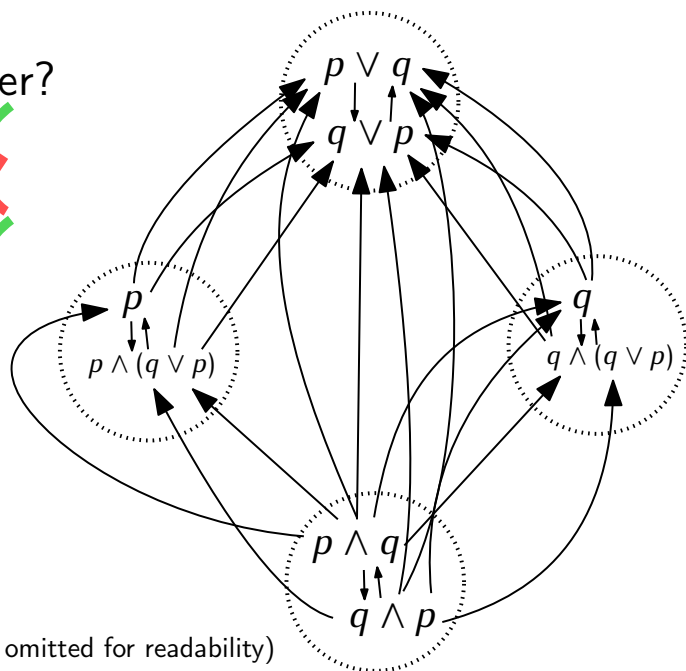 p ∨ q
er?
q ∨ p
p
q
p ∧ (q ∨ p)
q ∧ (q ∨ p)
p ∧ q
q ∧ p
omitted for readability)